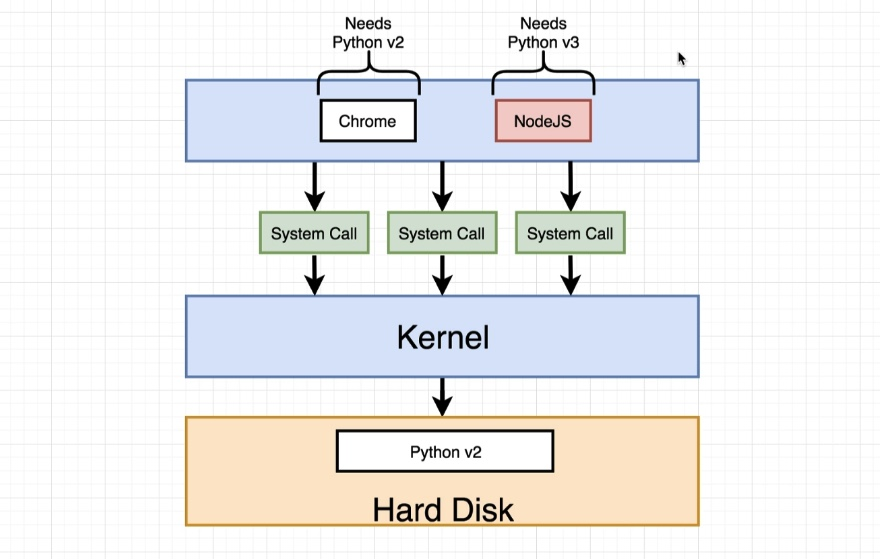 Needs
Python v2
Needs
Python v3
Chrome
NodeJS
System Call
System Call
System Call
Kernel
Python v2
Hard Disk